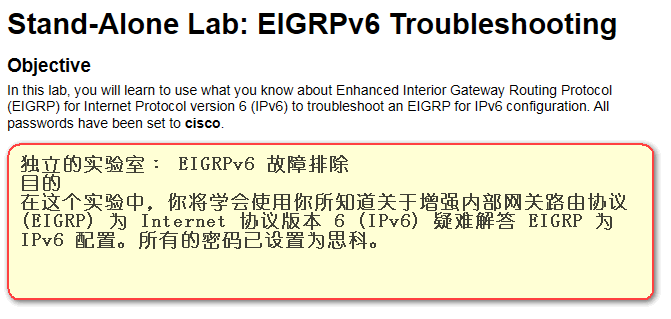 Stand-Alone Lab: EIGRPv6 Troubleshooting
Objective
In this lab, you will learn to use what you know about Enhanced Interior Gateway Routing Protocol
(EIGRP) for Internet Protocol version 6 (IPv6) to troubleshoot an EIGRP for IPv6 configuration. All
passwords have been set to cisco.
独立的实验室： EIGRPv6 故障排除
目的
在这个实验中，你将学会使用你所知道关于增强内部网关路由协议
(EIGRP) 为 Internet 协议版本 6 (IPv6) 疑难解答 EIGRP 为
IPv6 配置。所有的密码已设置为思科。